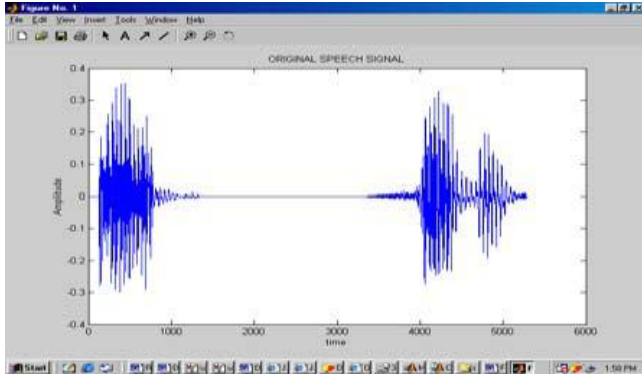 Figure No. 1
File Edit View Insert Tools Window Help
ORIGINAL SPEECH SIGNAL
0.4
0.3
0.2
0.1
0
-0.1
-0.2
-0.3
-0.4
Amplitude
0 1000 2000 3000 4000 5000 6000
time
Start 1:58 PM